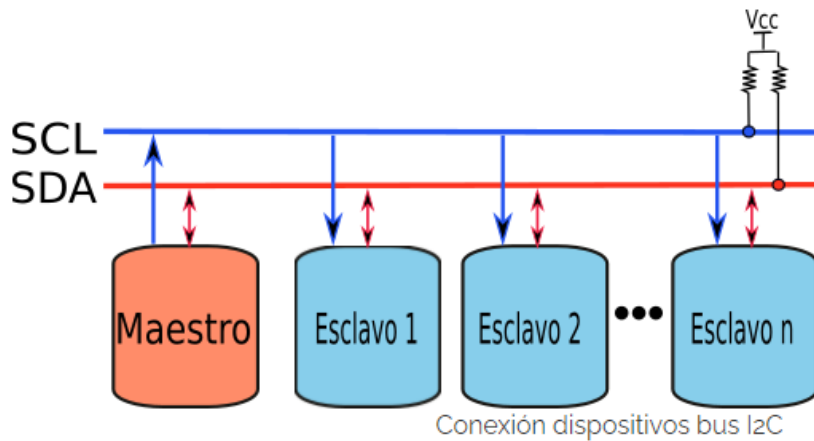 Vcc
SCL
SDA
Maestro
Esclavo 1
Esclavo 2
Esclavo n
Conexión dispositivos bus I2C